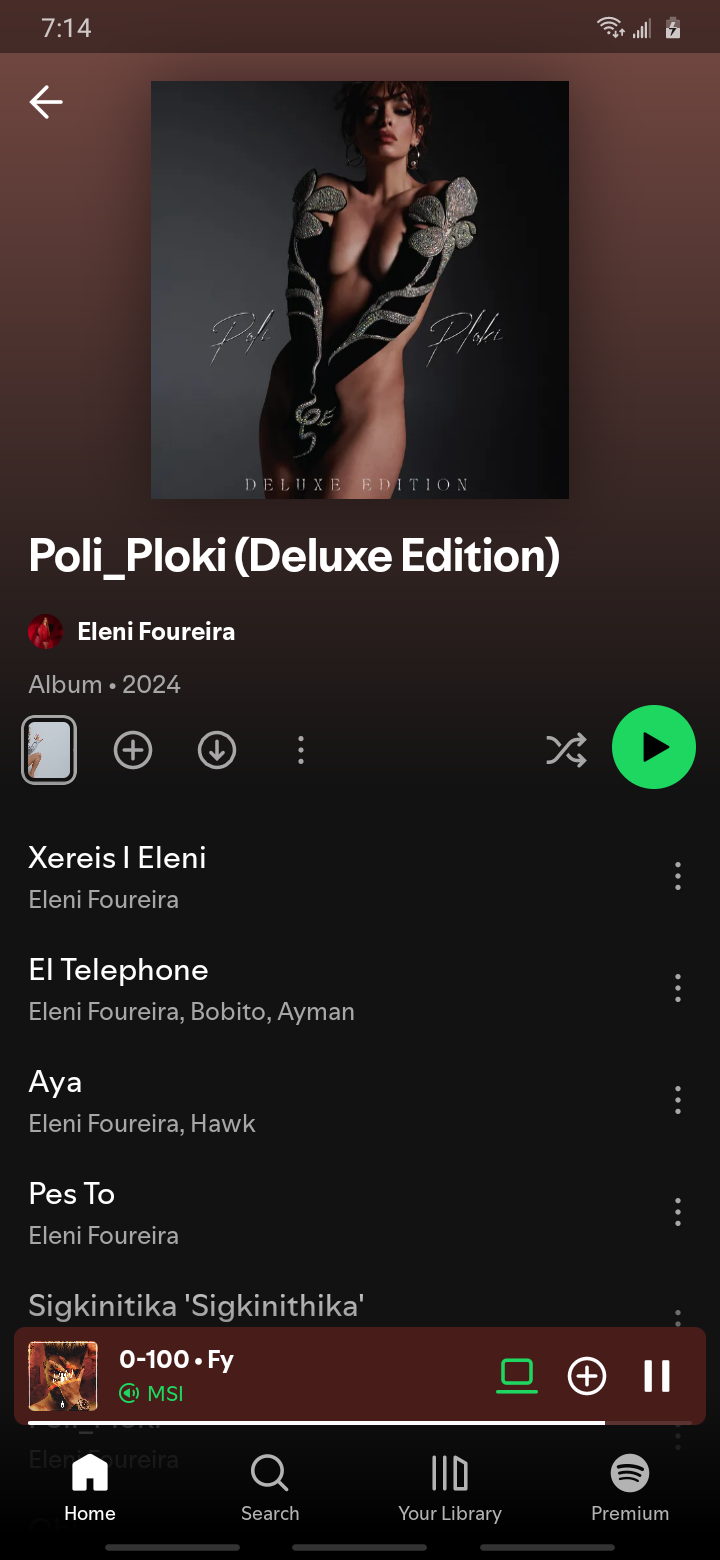 7:14
Poli Ploki
DELUXE EDITION
Poli_Ploki (Deluxe Edition)
Eleni Foureira
Album • 2024
Xereis I Eleni
Eleni Foureira
El Telephone
Eleni Foureira, Bobito, Ayman
Aya
Eleni Foureira, Hawk
Pes To
Eleni Foureira
Sigkinitika 'Sigkinithika'
0-100 • Fy
MSI
Poli_Ploki
Eleni Foureira
Home Search Your Library Premium